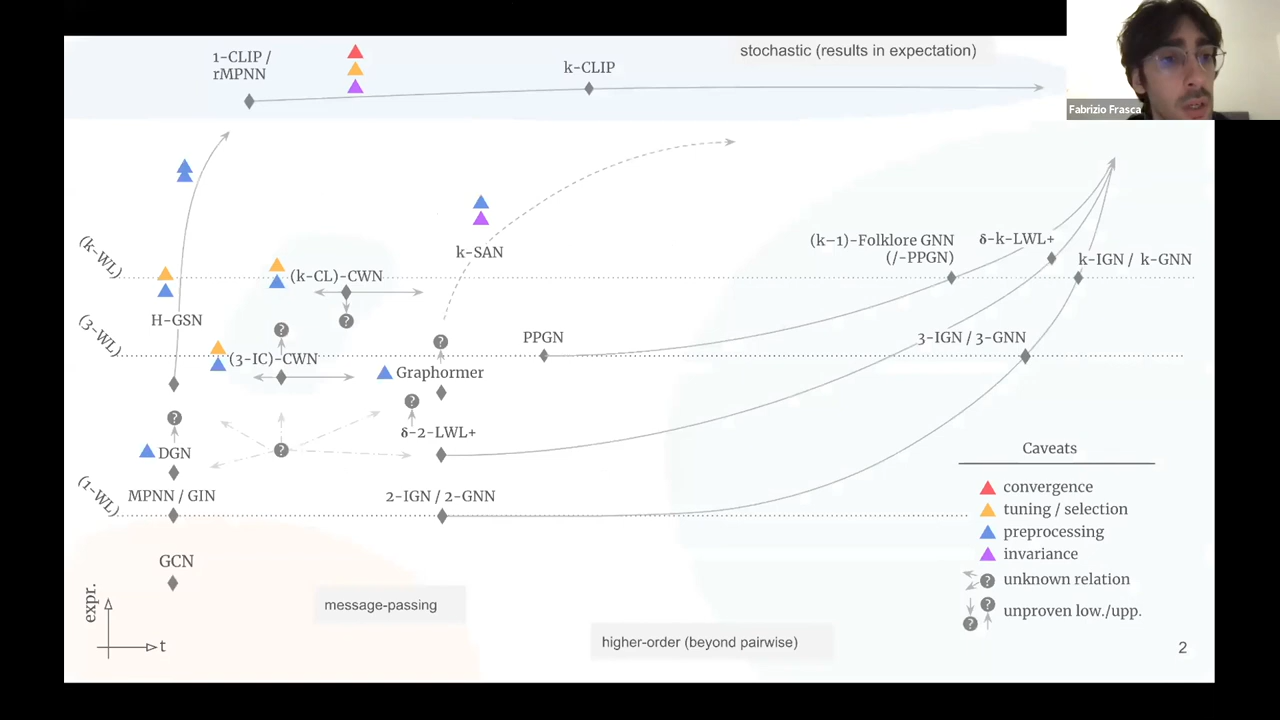 stochastic (results in expectation)
1-CLIP /
rMPNN
k-CLIP
Fabrizio Frasca
(k-WL)
k-SAN
(k−1)-Folklore GNN
(/-PPGN)
δ-k-LWL+
k-IGN / k-GNN
(k-CL)-CWN
H-GSN
?
?
(3-WL)
(3-IC)-CWN
?
PPGN
3-IGN / 3-GNN
Graphormer
?
?
δ-2-LWL+
DGN
?
(1-WL)
MPNN / GIN
2-IGN / 2-GNN
GCN
Caveats
convergence
tuning / selection
preprocessing
invariance
? unknown relation
? ? unproven low./upp.
expr.
t
message-passing
higher-order (beyond pairwise)
2